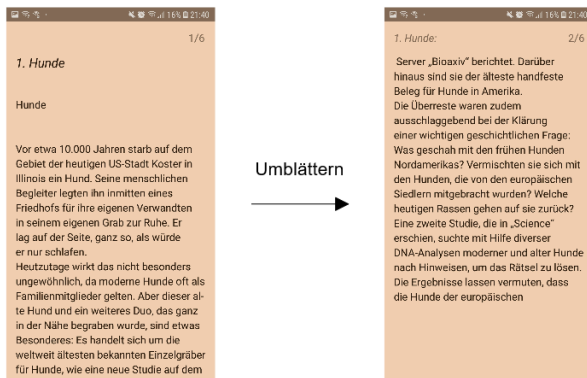 16% 21:40
1/6
1. Hunde
Hunde
Vor etwa 10.000 Jahren starb auf dem
Gebiet der heutigen US-Stadt Koster in
Illinois ein Hund. Seine menschlichen
Begleiter legten ihn inmitten eines
Friedhofs für ihre eigenen Verwandten
in seinem eigenen Grab zur Ruhe. Er
lag auf der Seite, ganz so, als würde
er nur schlafen.
Heutzutage wirkt das nicht besonders
ungewöhnlich, da moderne Hunde oft als
Familienmitglieder gelten. Aber dieser al-
te Hund und ein weiteres Duo, das ganz
in der Nähe begraben wurde, sind etwas
Besonderes: Es handelt sich um die
weltweit ältesten bekannten Einzelgräber
für Hunde, wie eine neue Studie auf dem
Umblättern
16% 21:40
1. Hunde: 2/6
Server „Bioaxiv“ berichtet. Darüber
hinaus sind sie der älteste handfeste
Beleg für Hunde in Amerika.
Die Überreste waren zudem
ausschlaggebend bei der Klärung
einer wichtigen geschichtlichen Frage:
Was geschah mit den frühen Hunden
Nordamerikas? Vermischten sie sich mit
den Hunden, die von den europäischen
Siedlern mitgebracht wurden? Welche
heutigen Rassen gehen auf sie zurück?
Eine zweite Studie, die in „Science“
erschien, suchte mit Hilfe diverser
DNA-Analysen moderner und alter Hunde
nach Hinweisen, um das Rätsel zu lösen.
Die Ergebnisse lassen vermuten, dass
die Hunde der europäischen